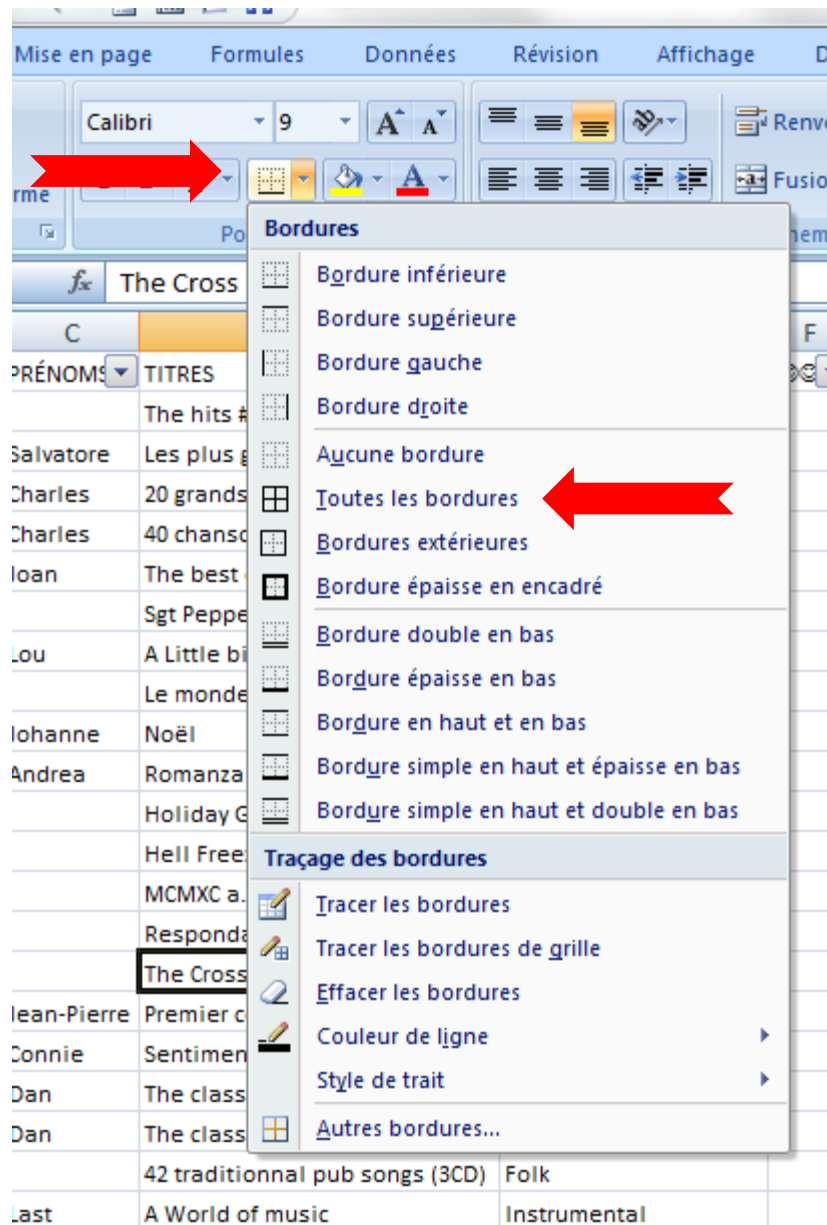 Mise en page Formules Données Révision Affichage
Calibri 9 A A
A Fusio
Bordures
fx The Cross
Bordure inférieure
Bordure supérieure
C F
Bordure gauche
PRÉNOMS TITRES
Bordure droite
The hits #
Aucune bordure
Salvatore Les plus g
Toutes les bordures
Charles 20 grands
Bordures extérieures
Charles 40 chanso
Bordure épaisse en encadré
The best
Sgt Peppe
Bordure double en bas
Lou A Little bi
Bordure épaisse en bas
Le monde
Bordure en haut et en bas
Johanne Noël
Bordure simple en haut et épaisse en bas
Andrea Romanza
Bordure simple en haut et double en bas
Holiday G
Traçage des bordures
Hell Free
MCMXC a.
Tracer les bordures
Responda
Tracer les bordures de grille
The Cross
Effacer les bordures
Jean-Pierre Premier c
Couleur de ligne
Connie Sentimen
Style de trait
Dan The class
Autres bordures...
Dan The class
42 traditionnal pub songs (3CD) Folk
Last A World of music Instrumental